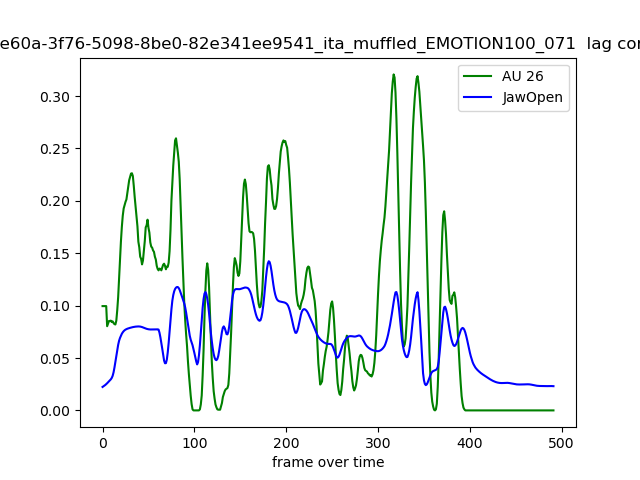 e60a-3f76-5098-8be0-82e341ee9541_ita_muffled_EMOTION100_071 lag
AU 26
JawOpen
0.30
0.25
0.20
0.15
0.10
0.05
0.00
0 100 200 300 400 500
frame over time